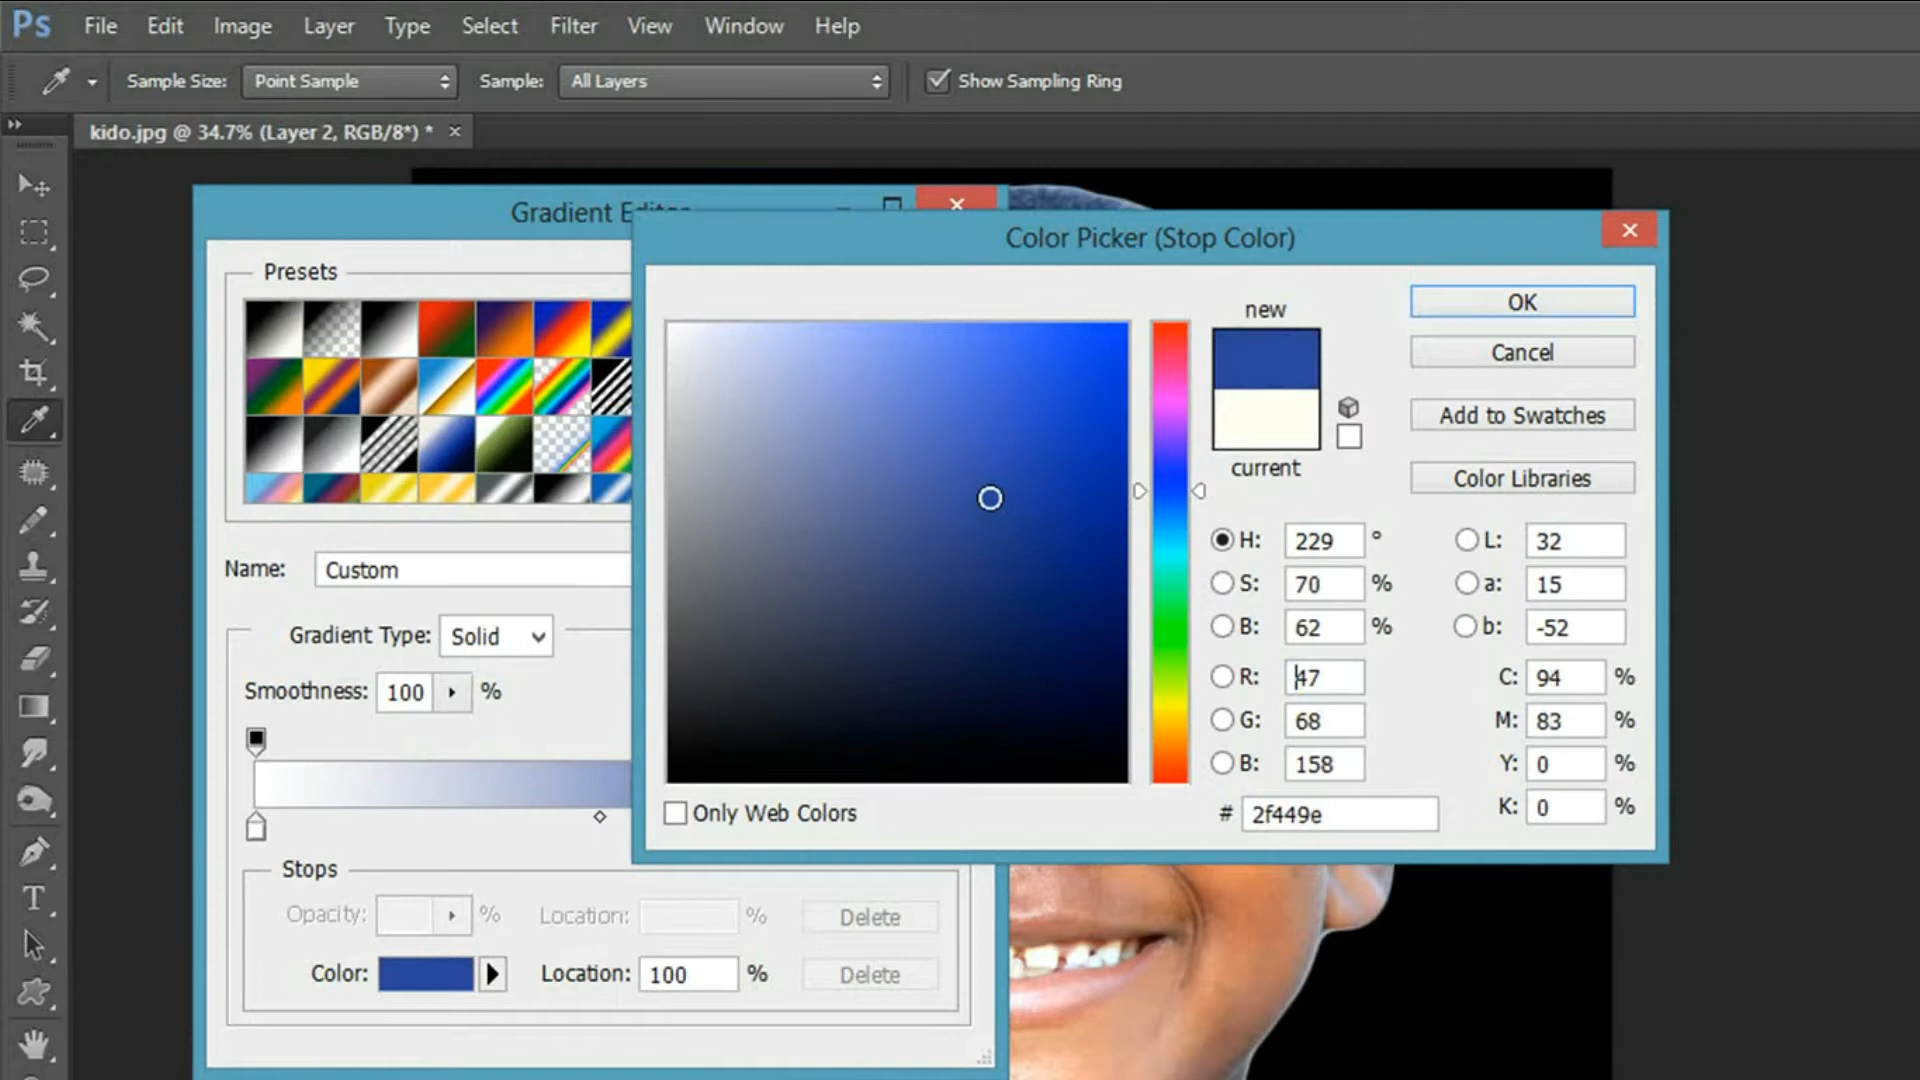 Ps File Edit Image Layer Type Select Filter View Window Help
Sample Size: Point Sample Sample: All Layers Show Sampling Ring
kido.jpg @ 34.7% (Layer 2, RGB/8*) * ×
Gradient
Presets
Name: Custom
Gradient Type: Solid
Smoothness: 100 %
Stops
Opacity: % Location: % Delete
Color: Location: 100 % Delete
Color Picker (Stop Color)
new
current
OK
Cancel
Add to Swatches
Color Libraries
H: 229 ° L: 32
S: 70 % a: 15
B: 62 % b: -52
R: 47 C: 94 %
G: 68 M: 83 %
B: 158 Y: 0 %
# 2f449e K: 0 %
Only Web Colors